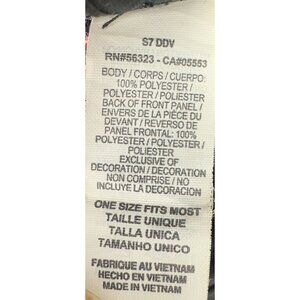 S7 DDV
RN#56323 - CA#05553
BODY / CORPS / CUERPO:
100% POLYESTER /
POLYESTER / POLIESTER
BACK OF FRONT PANEL /
ENVERS DE LA PIÈCE DU
DEVANT / REVERSO DE
PANEL FRONTAL: 100%
POLYESTER / POLYESTER /
POLIESTER
EXCLUSIVE OF
DECORATION / DECORATION
NON COMPRISE / NO
INCLUYE LA DECORACION
ONE SIZE FITS MOST
TAILLE UNIQUE
TALLA UNICA
TAMANHO UNICO
FABRIQUE AU VIETNAM
HECHO EN VIETNAM
MADE IN VIETNAM